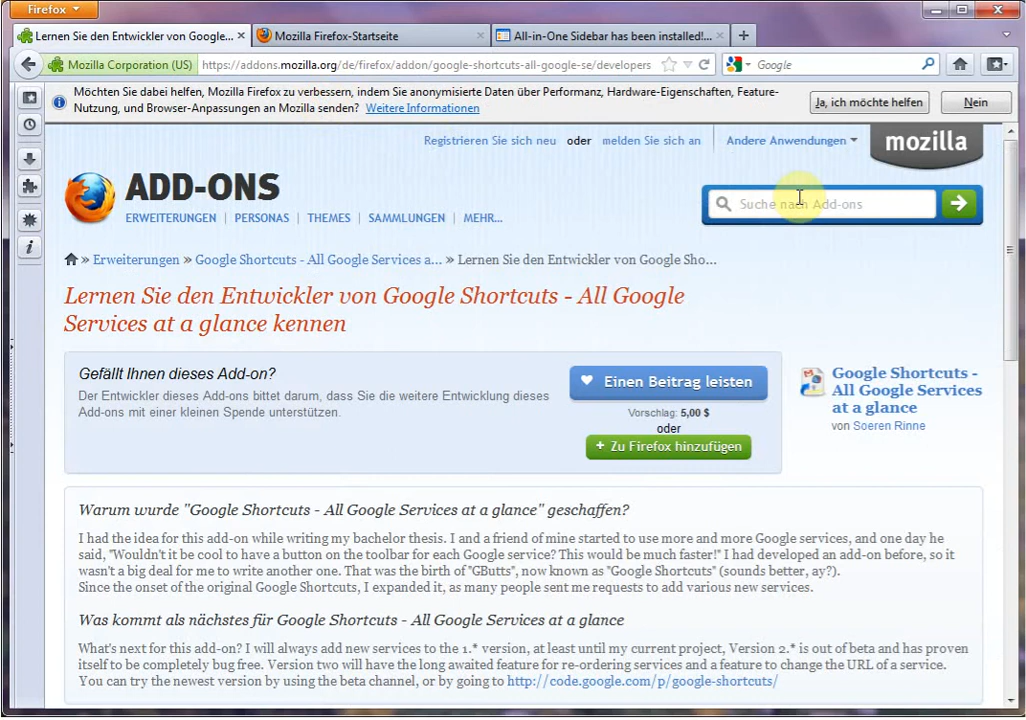 Firefox
Lernen Sie den Entwickler von Google...
Mozilla Firefox-Startseite
All-in-One Sidebar has been installed!...
Mozilla Corporation (US)
https://addons.mozilla.org/de/firefox/addon/google-shortcuts-all-google-se/developers
Google
Möchten Sie dabei helfen, Mozilla Firefox zu verbessern, indem Sie anonymisierte Daten über Performanz, Hardware-Eigenschaften, Feature-
Nutzung, und Browser-Anpassungen an Mozilla senden? Weitere Informationen
Ja, ich möchte helfen
Nein
Registrieren Sie sich neu oder melden Sie sich an
Andere Anwendungen
mozilla
ADD-ONS
ERWEITERUNGEN | PERSONAS | THEMES | SAMMLUNGEN | MEHR...
Suche nach Add-ons
» Erweiterungen » Google Shortcuts - All Google Services a... » Lernen Sie den Entwickler von Google Sho...
Lernen Sie den Entwickler von Google Shortcuts - All Google
Services at a glance kennen
Gefällt Ihnen dieses Add-on?
Der Entwickler dieses Add-ons bittet darum, dass Sie die weitere Entwicklung dieses
Add-ons mit einer kleinen Spende unterstützen.
Einen Beitrag leisten
Vorschlag: 5,00 $
oder
+ Zu Firefox hinzufügen
Google Shortcuts -
All Google Services
at a glance
von Soeren Rinne
Warum wurde "Google Shortcuts - All Google Services at a glance" geschaffen?
I had the idea for this add-on while writing my bachelor thesis. I and a friend of mine started to use more and more Google services, and one day he
said, "Wouldn't it be cool to have a button on the toolbar for each Google service? This would be much faster!" I had developed an add-on before, so it
wasn't a big deal for me to write another one. That was the birth of "GButts", now known as "Google Shortcuts" (sounds better, ay?).
Since the onset of the original Google Shortcuts, I expanded it, as many people sent me requests to add various new services.
Was kommt als nächstes für Google Shortcuts - All Google Services at a glance
What's next for this add-on? I will always add new services to the 1.* version, at least until my current project, Version 2.* is out of beta and has proven
itself to be completely bug free. Version two will have the long awaited feature for re-ordering services and a feature to change the URL of a service.
You can try the newest version by using the beta channel, or by going to http://code.google.com/p/google-shortcuts/